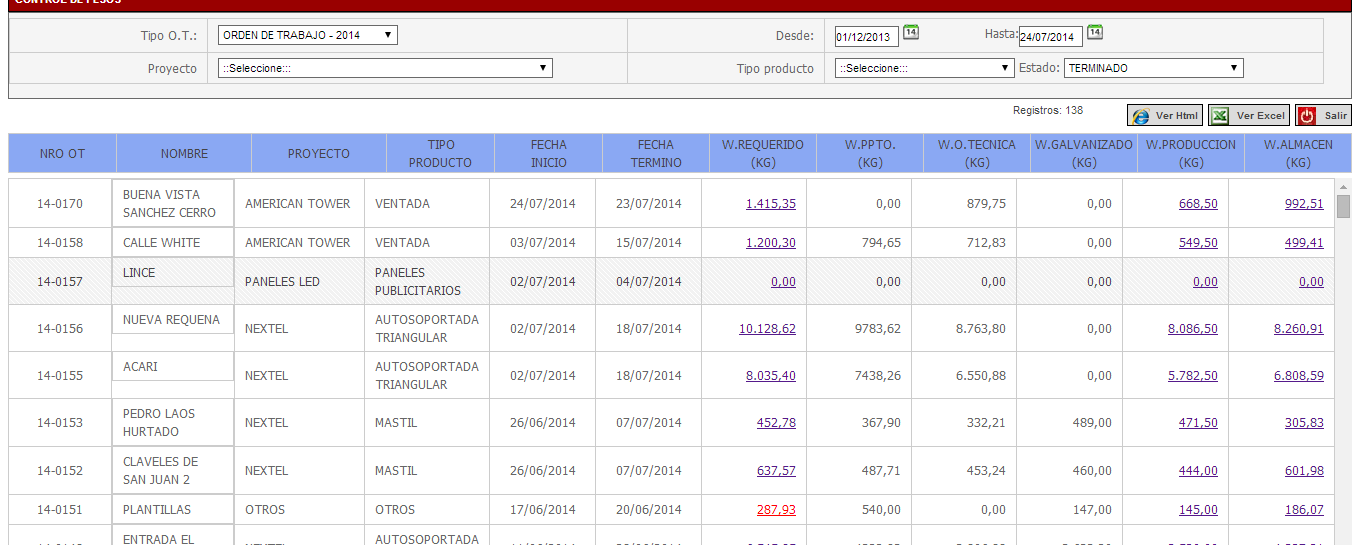 CONTROL DE PESOS
Tipo O.T.: ORDEN DE TRABAJO - 2014 Desde: 01/12/2013 14 Hasta: 24/07/2014 14
Proyecto ::Seleccione::: Tipo producto ::Seleccione::: Estado: TERMINADO
Registros: 138 Ver Html Ver Excel Salir
NRO OT NOMBRE PROYECTO TIPO PRODUCTO FECHA INICIO FECHA TERMINO W.REQUERIDO (KG) W.PPTO. (KG) W.O.TECNICA (KG) W.GALVANIZADO (KG) W.PRODUCCION (KG) W.ALMACEN (KG)
14-0170 BUENA VISTA SANCHEZ CERRO AMERICAN TOWER VENTADA 24/07/2014 23/07/2014 1.415,35 0,00 879,75 0,00 668,50 992,51
14-0158 CALLE WHITE AMERICAN TOWER VENTADA 03/07/2014 15/07/2014 1.200,30 794,65 712,83 0,00 549,50 499,41
14-0157 LINCE PANELES LED PANELES PUBLICITARIOS 02/07/2014 04/07/2014 0,00 0,00 0,00 0,00 0,00 0,00
14-0156 NUEVA REQUENA NEXTEL AUTOSOPORTADA TRIANGULAR 02/07/2014 18/07/2014 10.128,62 9783,62 8.763,80 0,00 8.086,50 8.260,91
14-0155 ACARI NEXTEL AUTOSOPORTADA TRIANGULAR 02/07/2014 18/07/2014 8.035,40 7438,26 6.550,88 0,00 5.782,50 6.808,59
14-0153 PEDRO LAOS HURTADO NEXTEL MASTIL 26/06/2014 07/07/2014 452,78 367,90 332,21 489,00 471,50 305,83
14-0152 CLAVELES DE SAN JUAN 2 NEXTEL MASTIL 26/06/2014 07/07/2014 637,57 487,71 453,24 460,00 444,00 601,98
14-0151 PLANTILLAS OTROS OTROS 17/06/2014 20/06/2014 287,93 540,00 0,00 147,00 145,00 186,07
ENTRADA EL AUTOSOPORTADA